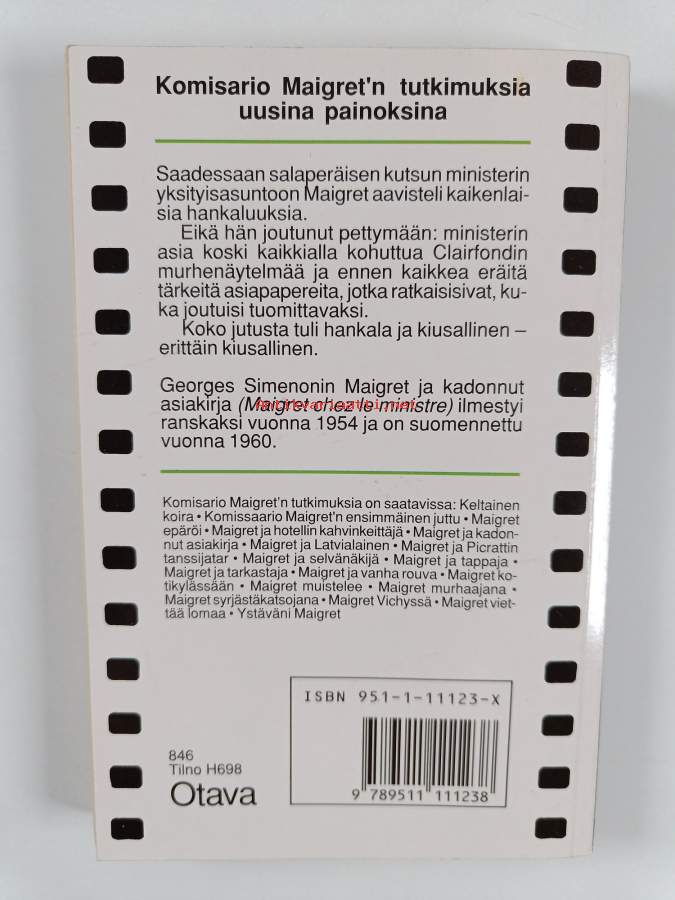 Komisario Maigret'n tutkimuksia
uusina painoksina
Saadessaan salaperäisen kutsun ministerin
yksityisasuntoon Maigret aavisteli kaikenlai-
sia hankaluuksia.
Eikä hän joutunut pettymään: ministerin
asia koski kaikkialla kohuttua Clairfondin
murhenäytelmää ja ennen kaikkea eräitä
tärkeitä asiapapereita, jotka ratkaisisivat, ku-
ka joutuisi tuomittavaksi.
Koko jutusta tuli hankala ja kiusallinen –
erittäin kiusallinen.
Georges Simenonin Maigret ja kadonnut
asiakirja (Maigret chez le ministre) ilmestyi
antikvariaatti.net
ranskaksi vuonna 1954 ja on suomennettu
vuonna 1960.
Komisario Maigret'n tutkimuksia on saatavissa: Keltainen
koira • Komissaario Maigret'n ensimmäinen juttu • Maigret
epäröi • Maigret ja hotellin kahvinkeittäjä • Maigret ja kadon-
nut asiakirja • Maigret ja Latvialainen • Maigret ja Picrattin
tanssijatar • Maigret ja selvänäkijä • Maigret ja tappaja •
Maigret ja tarkastaja • Maigret ja vanha rouva • Maigret ko-
tikylässään • Maigret muistelee • Maigret murhaajana •
Maigret syrjästäkatsojana • Maigret Vichyssä • Maigret viet-
tää lomaa • Ystäväni Maigret
ISBN 951-1-11123-X
9 789511 111238
846
Tilno H698
Otava